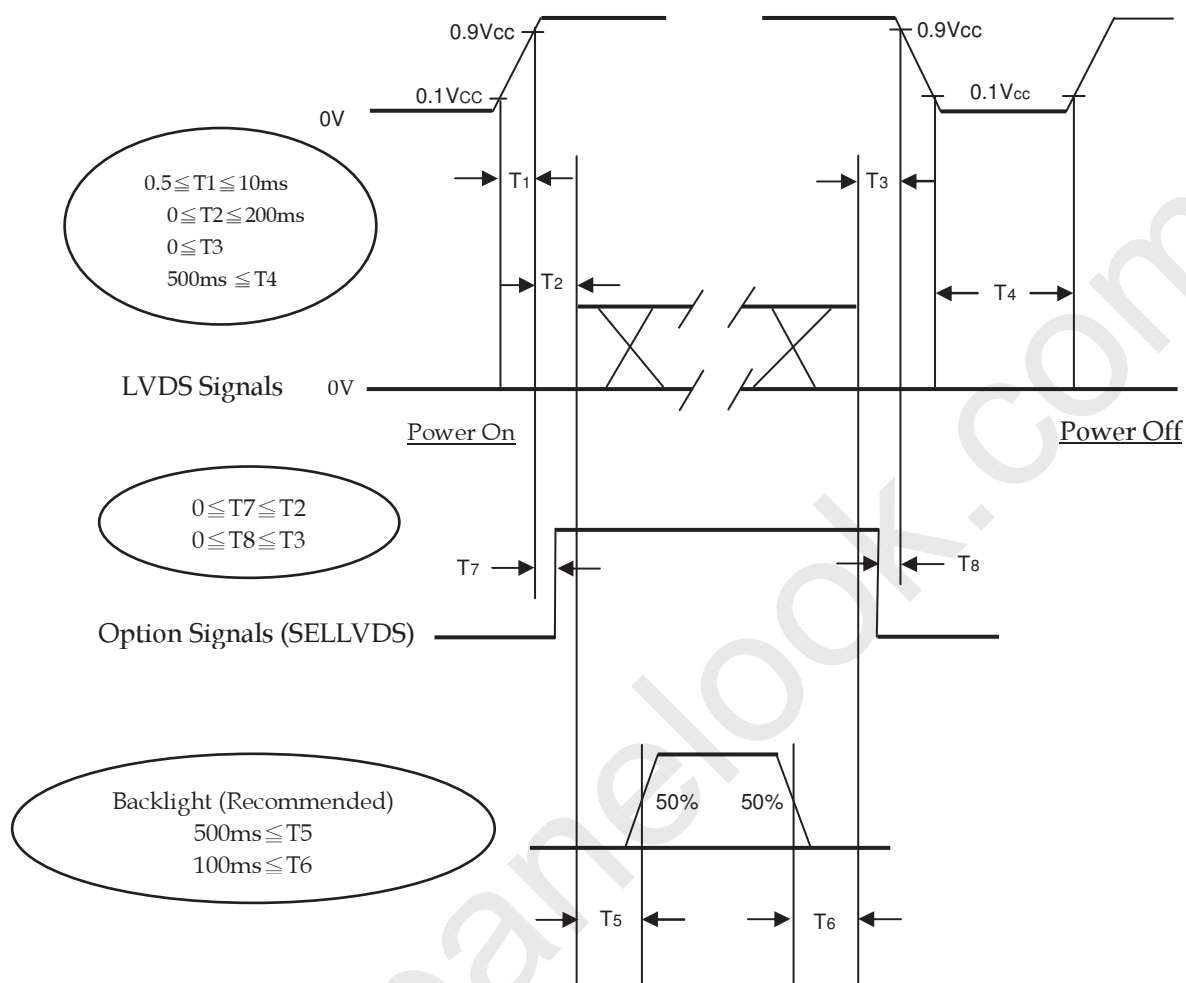 0.9Vcc
0.9Vcc
0.1VCC
0.1Vcc
0V
0.5≦T1≦10ms
0≦T2≦200ms
0≦T3
500ms ≦T4
T1
T3
T2
T4
LVDS Signals
0V
Power On
Power Off
0≦T7≦T2
0≦T8≦T3
T7
T8
Option Signals (SELLVDS)
Backlight (Recommended)
500ms≦T5
100ms≦T6
50%
50%
T5
T6
panelook.com